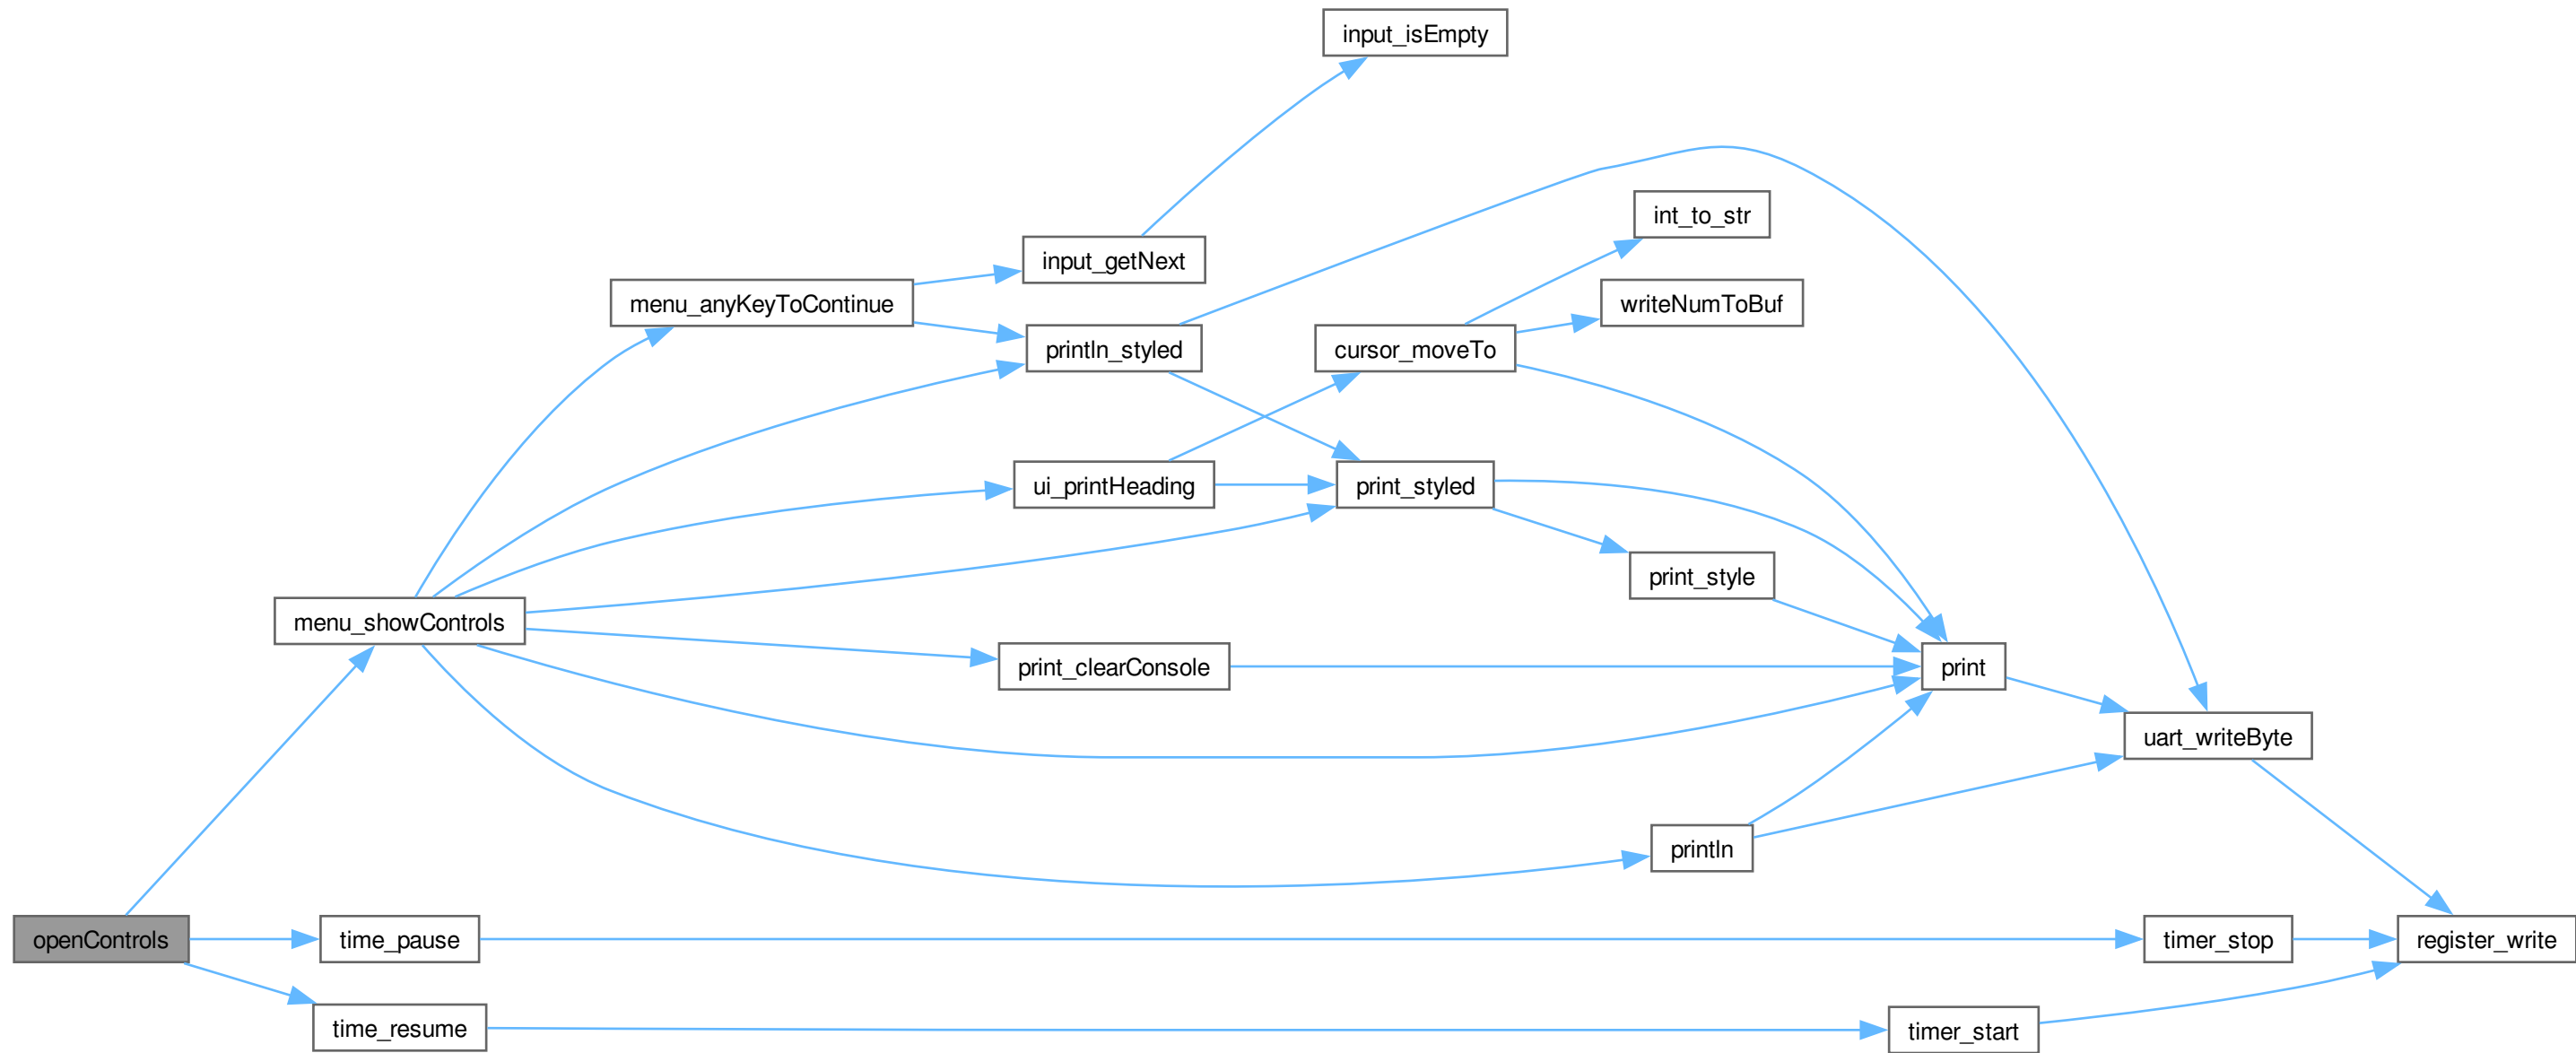 input_isEmpty
int_to_str
input_getNext
writeNumToBuf
menu_anyKeyToContinue
println_styled
cursor_moveTo
ui_printHeading
print_styled
print_style
menu_showControls
print_clearConsole
print
uart_writeByte
println
openControls
time_pause
timer_stop
register_write
time_resume
timer_start